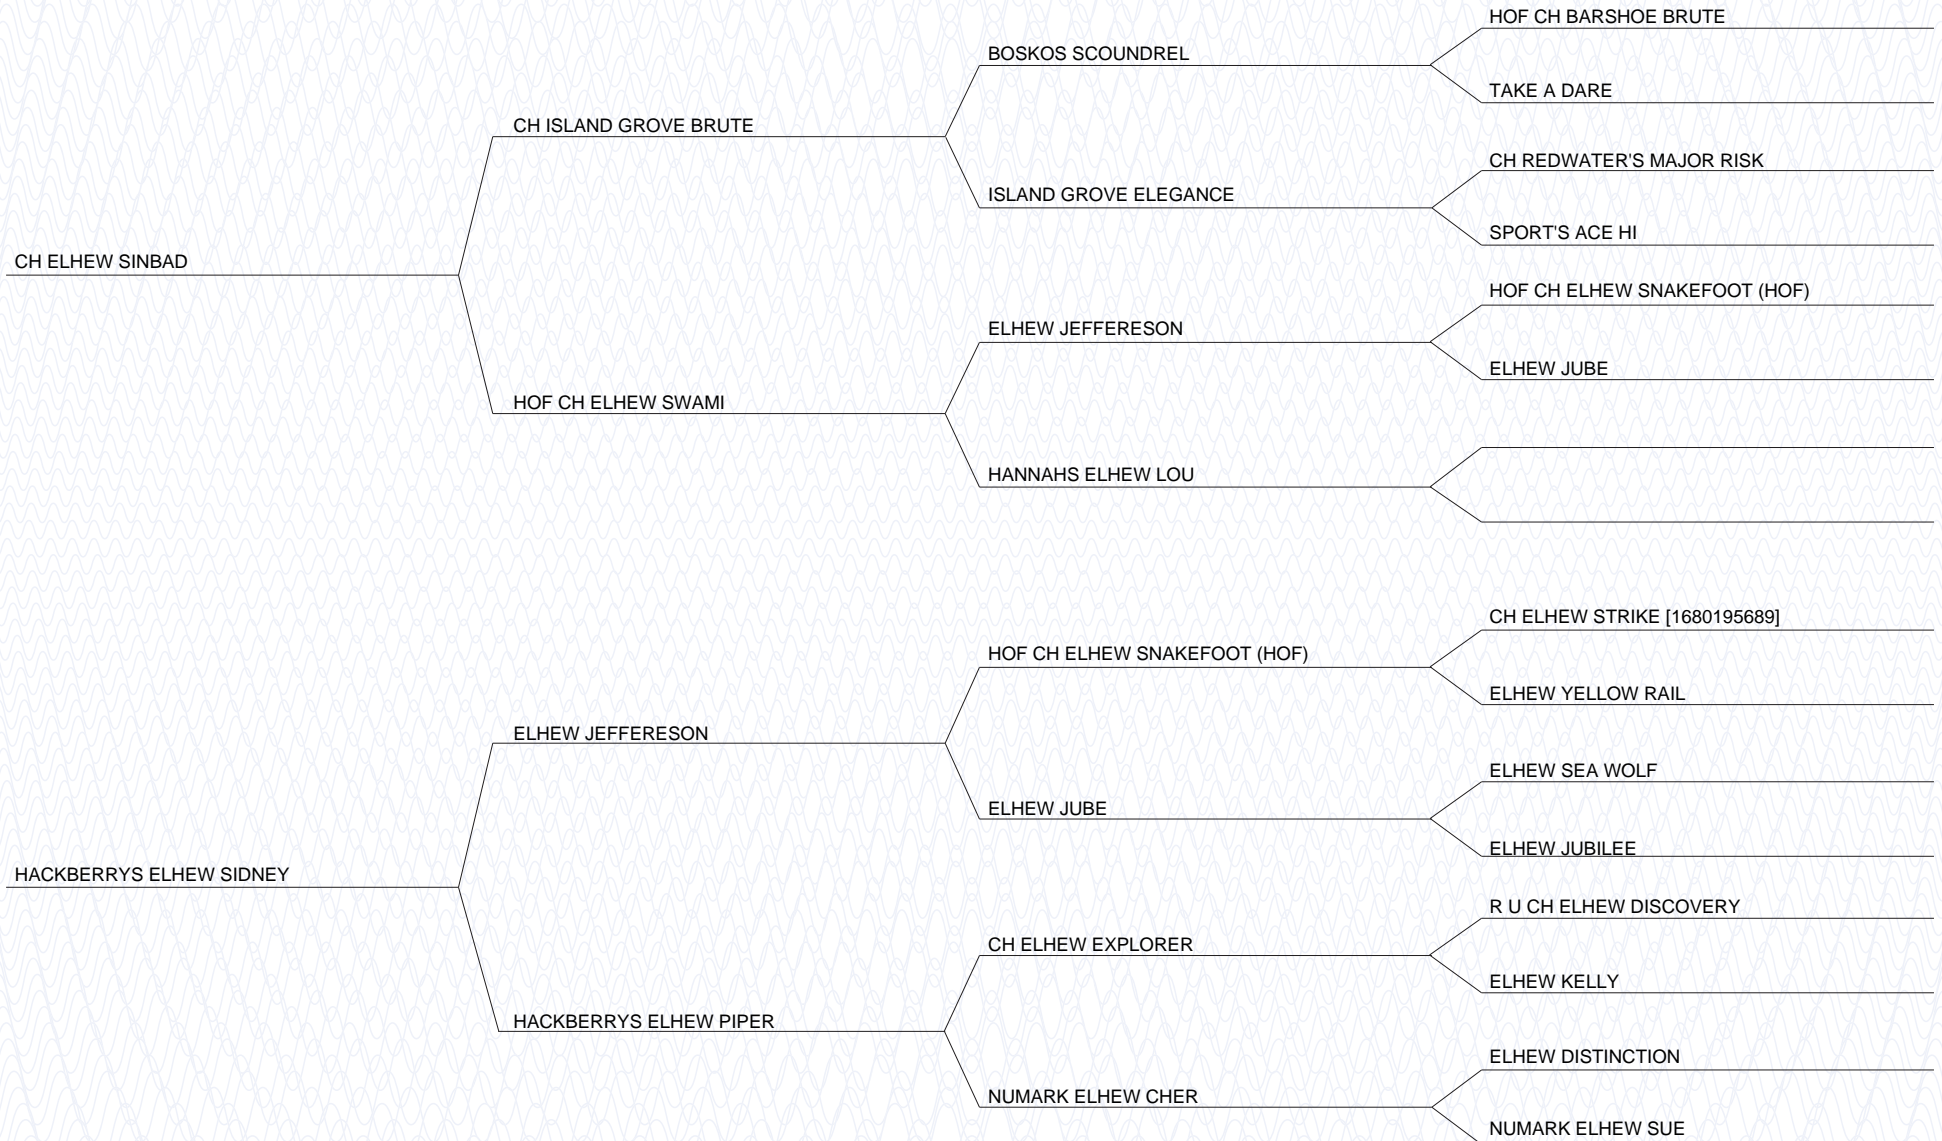 HOF CH BARSHOE BRUTE
BOSKOS SCOUNDREL
TAKE A DARE
CH ISLAND GROVE BRUTE
CH REDWATER'S MAJOR RISK
ISLAND GROVE ELEGANCE
SPORT'S ACE HI
CH ELHEW SINBAD
HOF CH ELHEW SNAKEFOOT (HOF)
ELHEW JEFFERESON
ELHEW JUBE
HOF CH ELHEW SWAMI
HANNAHS ELHEW LOU
CH ELHEW STRIKE [1680195689]
HOF CH ELHEW SNAKEFOOT (HOF)
ELHEW YELLOW RAIL
ELHEW JEFFERESON
ELHEW SEA WOLF
ELHEW JUBE
ELHEW JUBILEE
HACKBERRYS ELHEW SIDNEY
R U CH ELHEW DISCOVERY
CH ELHEW EXPLORER
ELHEW KELLY
HACKBERRYS ELHEW PIPER
ELHEW DISTINCTION
NUMARK ELHEW CHER
NUMARK ELHEW SUE